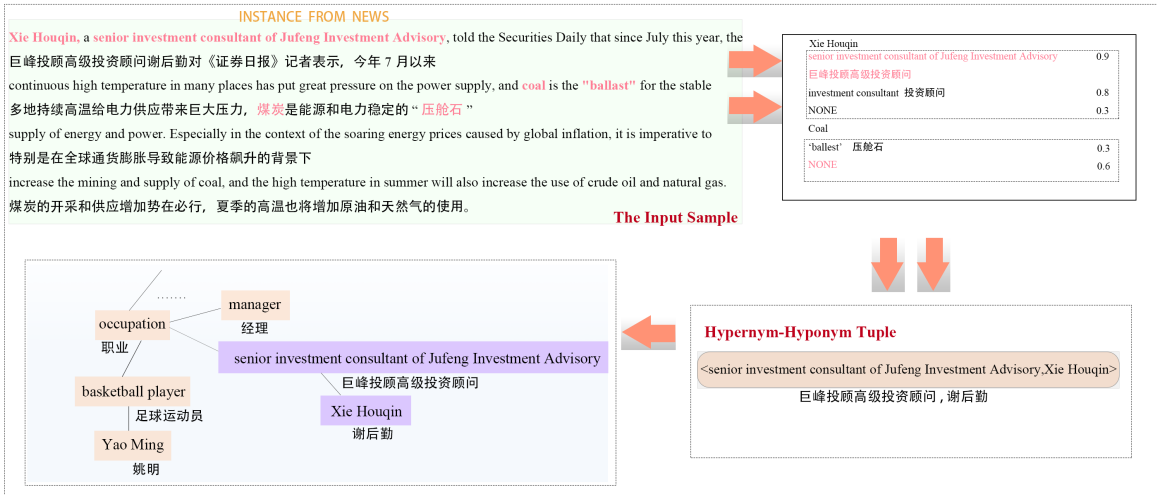 INSTANCE FROM NEWS
Xie Houqin, a senior investment consultant of Jufeng Investment Advisory, told the Securities Daily that since July this year, the
巨峰投顾高级投资顾问谢后勤对《证券日报》记者表示，今年 7 月以来
continuous high temperature in many places has put great pressure on the power supply, and coal is the "ballast" for the stable
多地持续高温给电力供应带来巨大压力，煤炭是能源和电力稳定的 “ 压舱石 ”
supply of energy and power. Especially in the context of the soaring energy prices caused by global inflation, it is imperative to
特别是在全球通货膨胀导致能源价格飙升的背景下
increase the mining and supply of coal, and the high temperature in summer will also increase the use of crude oil and natural gas.
煤炭的开采和供应增加势在必行，夏季的高温也将增加原油和天然气的使用。
The Input Sample
Xie Houqin
senior investment consultant of Jufeng Investment Advisory 0.9
巨峰投顾高级投资顾问
investment consultant 投资顾问 0.8
NONE 0.3
Coal
‘ballest’ 压舱石 0.3
NONE 0.6
Hypernym-Hyponym Tuple
<senior investment consultant of Jufeng Investment Advisory,Xie Houqin>
巨峰投顾高级投资顾问 , 谢后勤
.......
manager
经理
occupation
职业
senior investment consultant of Jufeng Investment Advisory
巨峰投顾高级投资顾问
basketball player
足球运动员
Xie Houqin
谢后勤
Yao Ming
姚明